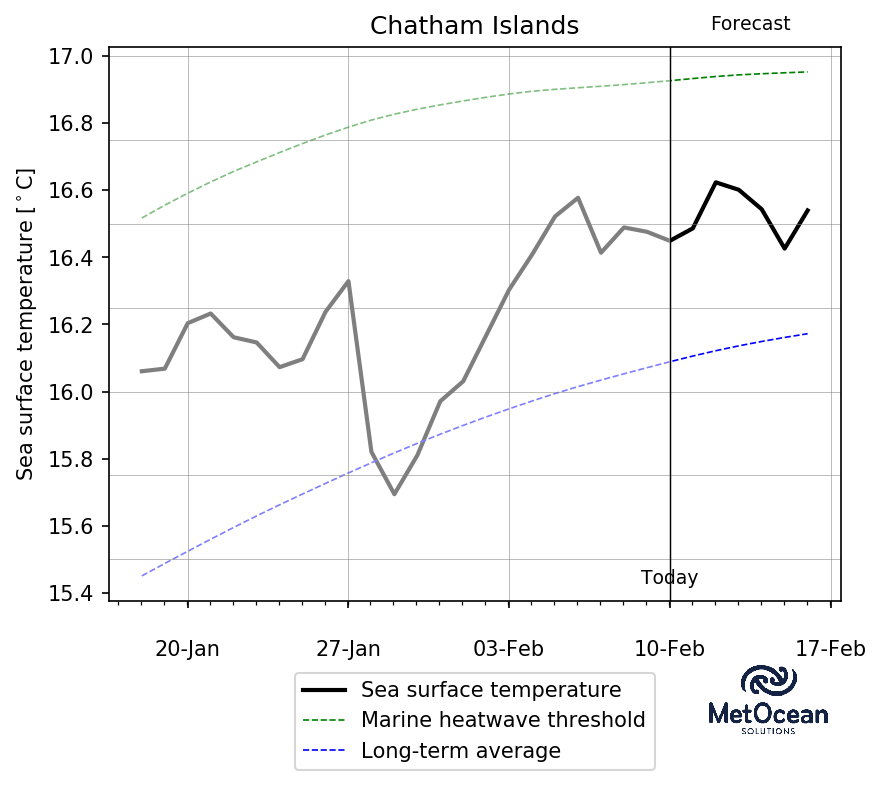 Chatham Islands
Forecast
17.0
16.8
16.6
16.4
16.2
16.0
15.8
15.6
15.4
Sea surface temperature [°C]
Today
20-Jan 27-Jan 03-Feb 10-Feb 17-Feb
Sea surface temperature
Marine heatwave threshold
Long-term average
MetOcean
SOLUTIONS